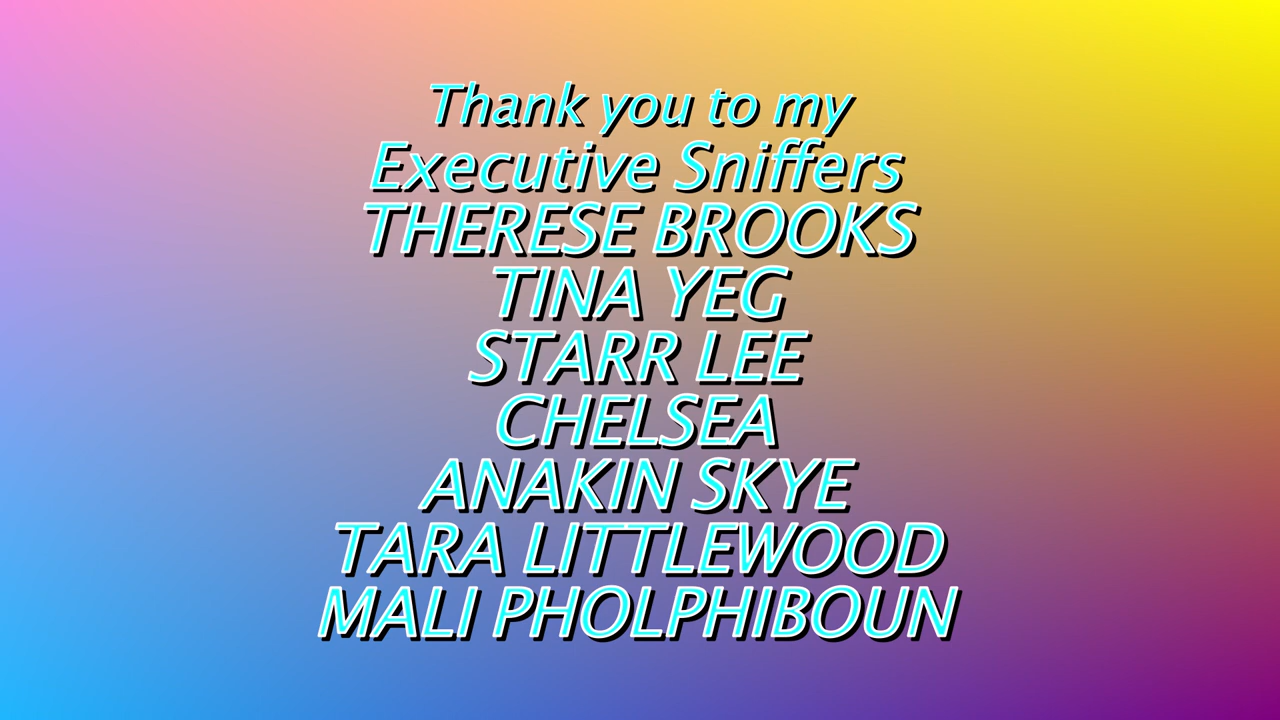 Thank you to my
Executive Sniffers
THERESE BROOKS
TINA YEG
STARR LEE
CHELSEA
ANAKIN SKYE
TARA LITTLEWOOD
MALI PHOLPHIBOUN